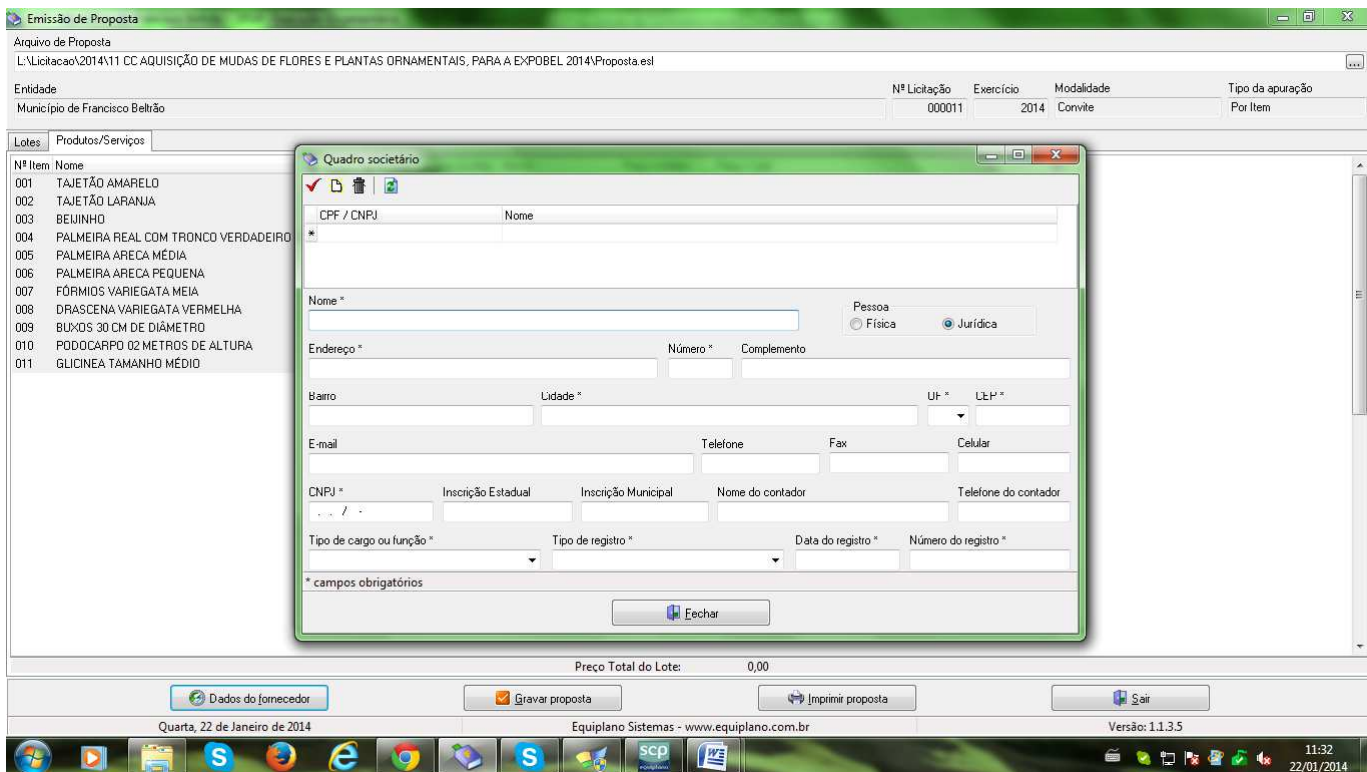 Emissão de Proposta
Arquivo de Proposta
L:\Licitacao\2014\11 CC AQUISIÇÃO DE MUDAS DE FLORES E PLANTAS ORNAMENTAIS, PARA A EXPOBEL 2014\Proposta.esl
...
Entidade Nº Licitação Exercício Modalidade Tipo da apuração
Município de Francisco Beltrão 000011 2014 Convite Por Item
Lotes Produtos/Serviços
Nº Item Nome
001 TAJETÃO AMARELO
002 TAJETÃO LARANJA
003 BEIJINHO
004 PALMEIRA REAL COM TRONCO VERDADEIRO
005 PALMEIRA ARECA MÉDIA
006 PALMEIRA ARECA PEQUENA
007 FÓRMIOS VARIEGATA MEIA
008 DRASCENA VARIEGATA VERMELHA
009 BUXOS 30 CM DE DIÂMETRO
010 PODOCARPO 02 METROS DE ALTURA
011 GLICINEA TAMANHO MÉDIO
Quadro societário
CPF / CNPJ Nome
*
Nome * Pessoa
Física Jurídica
Endereço * Número * Complemento
Bairro Cidade * UF * CEP *
E-mail Telefone Fax Celular
CNPJ * Inscrição Estadual Inscrição Municipal Nome do contador Telefone do contador
. . / -
Tipo de cargo ou função * Tipo de registro * Data do registro * Número do registro *
* campos obrigatórios
Fechar
Preço Total do Lote: 0,00
Dados do fornecedor Gravar proposta Imprimir proposta Sair
Quarta, 22 de Janeiro de 2014 Equiplano Sistemas - www.equiplano.com.br Versão: 1.1.3.5
scp
equiplano
11:32
22/01/2014